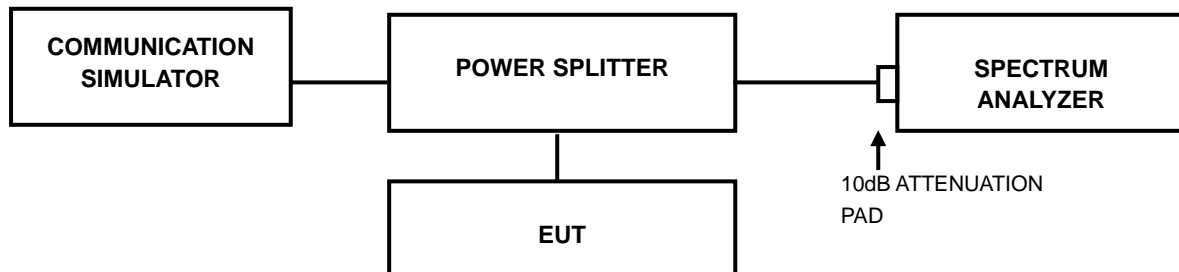 COMMUNICATION
SIMULATOR
POWER SPLITTER
SPECTRUM
ANALYZER
10dB ATTENUATION
PAD
EUT